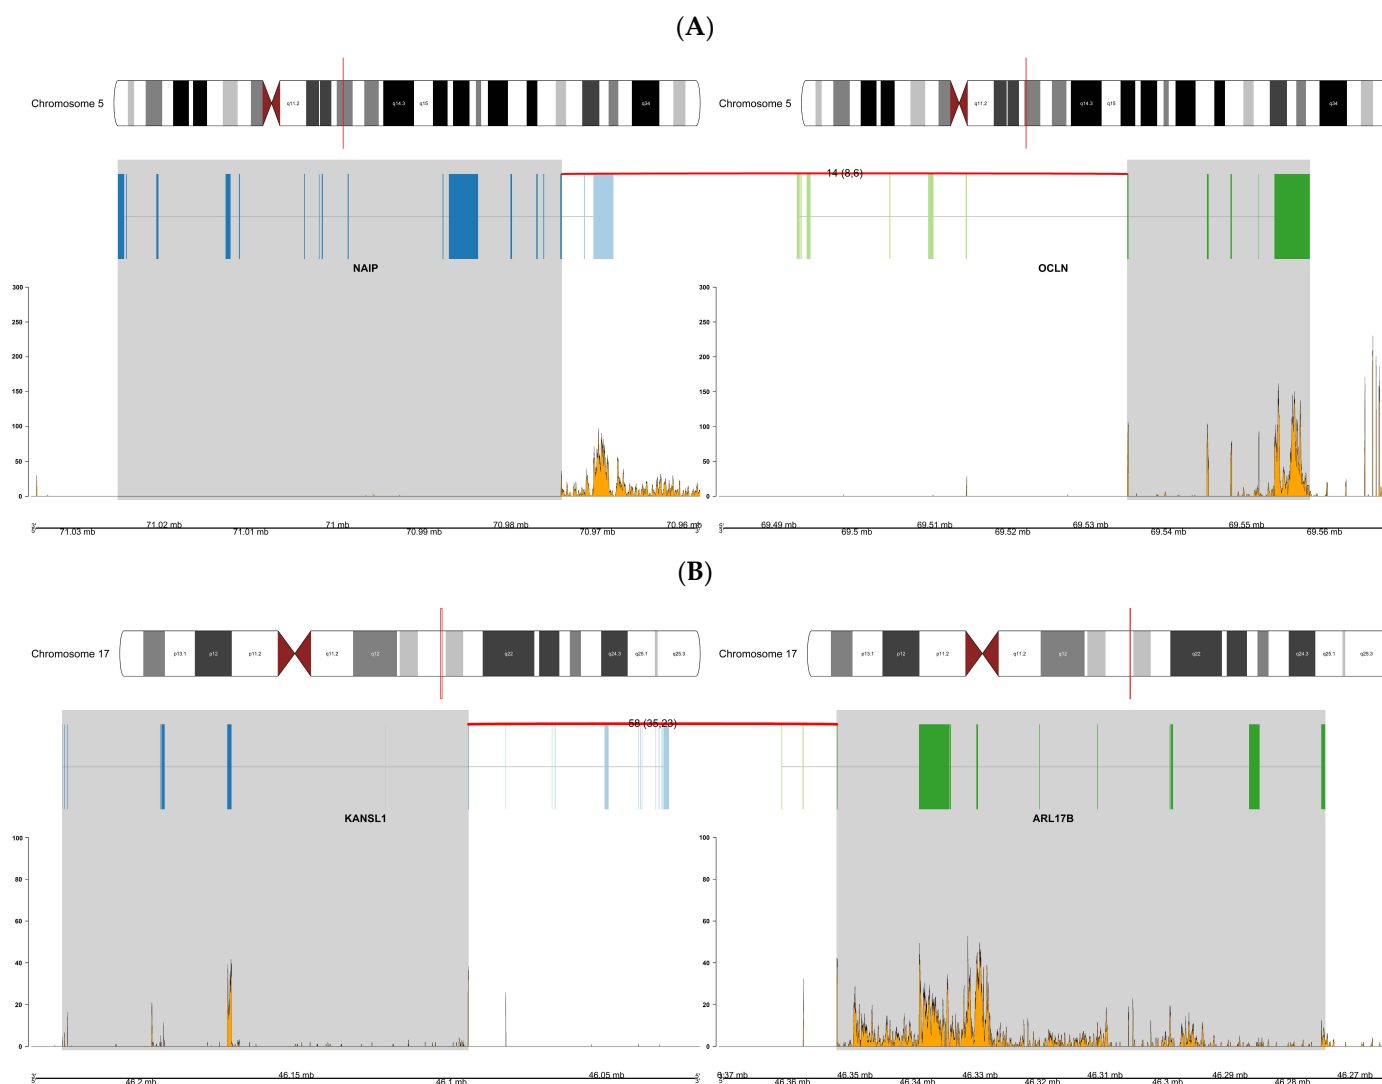 (A)
Chromosome 5
q11.2
q14.3
q15
q34
Chromosome 5
q11.2
q14.3
q15
q34
14 (8,6)
NAIP
OCLN
300
250
200
150
100
50
0
300
250
200
150
100
50
0
71.03 mb
71.02 mb
71.01 mb
71 mb
70.99 mb
70.98 mb
70.97 mb
70.96 mb
69.49 mb
69.5 mb
69.51 mb
69.52 mb
69.53 mb
69.54 mb
69.55 mb
69.56 mb
(B)
Chromosome 17
p13.1
p12
p11.2
q11.2
q12
q22
q24.3
q25.1
q25.3
Chromosome 17
p13.1
p12
p11.2
q11.2
q12
q22
q24.3
q25.1
q25.3
58 (35,23)
KANSL1
ARL17B
100
80
60
40
20
0
100
80
60
40
20
0
46.2 mb
46.15 mb
46.1 mb
46.05 mb
6.37 mb
46.36 mb
46.35 mb
46.34 mb
46.33 mb
46.32 mb
46.31 mb
46.3 mb
46.29 mb
46.28 mb
46.27 mb